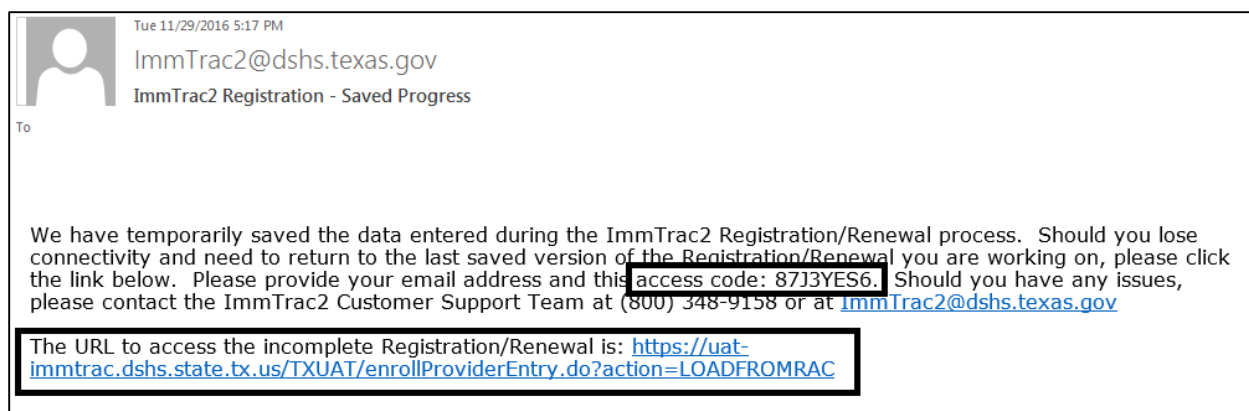 Tue 11/29/2016 5:17 PM
ImmTrac2@dshs.texas.gov
ImmTrac2 Registration - Saved Progress
To
We have temporarily saved the data entered during the ImmTrac2 Registration/Renewal process.  Should you lose
connectivity and need to return to the last saved version of the Registration/Renewal you are working on, please click
the link below.  Please provide your email address and this access code: 87J3YES6.  Should you have any issues,
please contact the ImmTrac2 Customer Support Team at (800) 348-9158 or at ImmTrac2@dshs.texas.gov
The URL to access the incomplete Registration/Renewal is: https://uat-
immtrac.dshs.state.tx.us/TXUAT/enrollProviderEntry.do?action=LOADFROMRAC